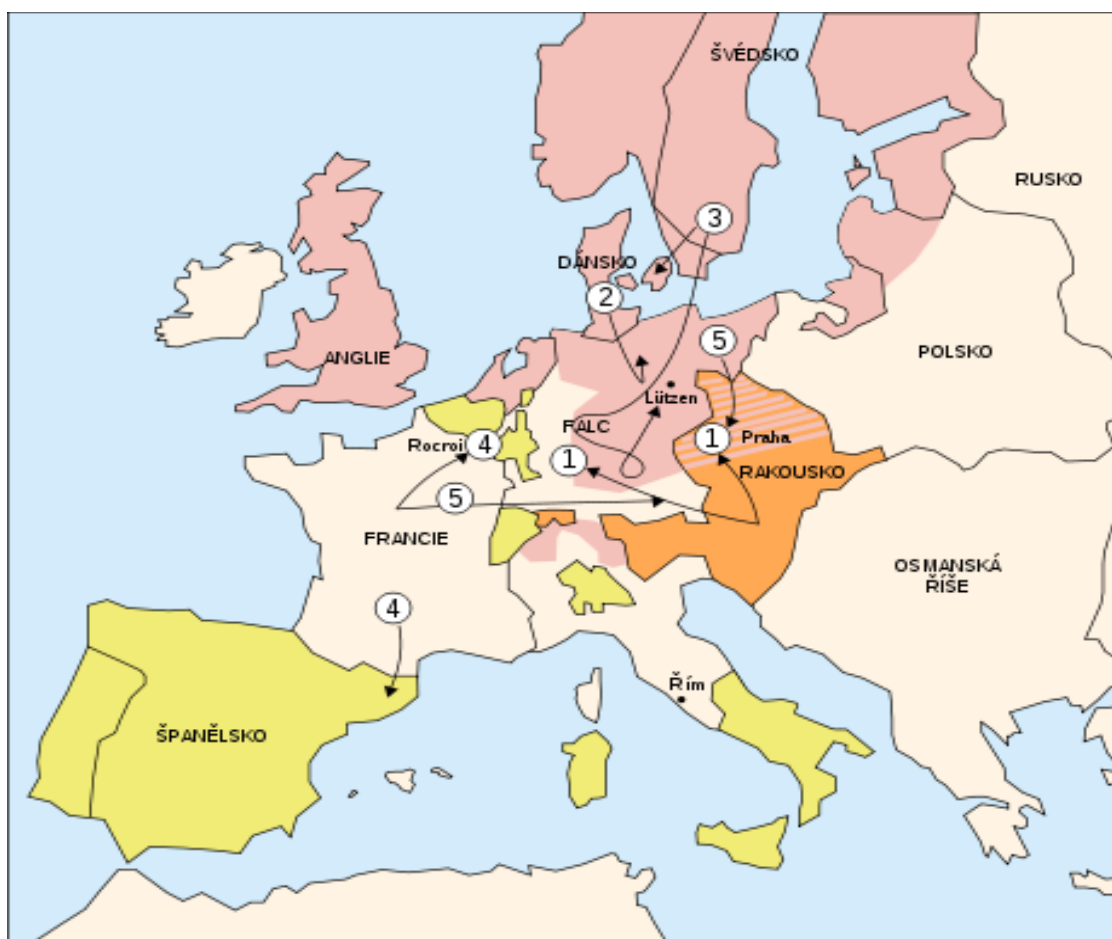 ŠVÉDSKO
RUSKO
3
DÁNSKO
2
5
ANGLIE
POLSKO
Lützen
FALC
Rocroi
4
1
1
Praha
RAKOUSKO
5
FRANCIE
OSMANSKÁ
ŘÍŠE
4
Řím
ŠPANĚLSKO